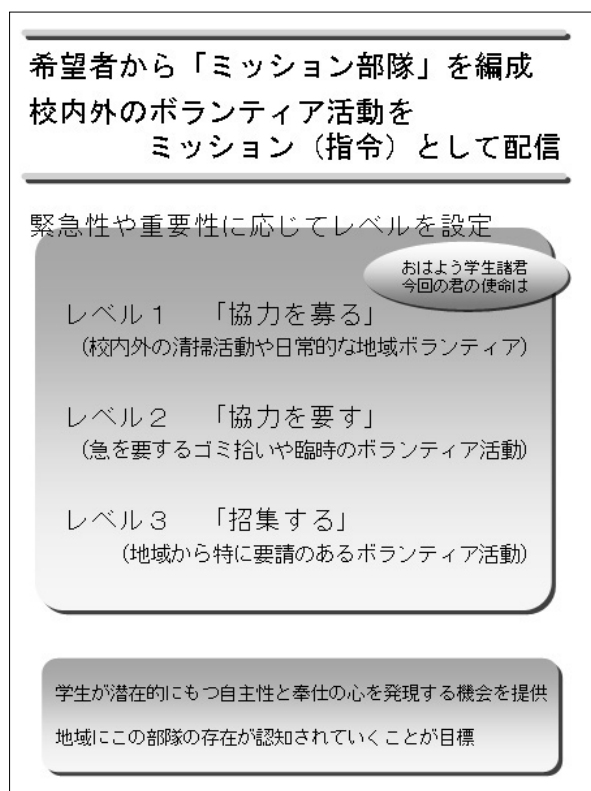 希望者から「ミッション部隊」を編成
校内外のボランティア活動を
ミッション（指令）として配信
緊急性や重要性に応じてレベルを設定
おはよう学生諸君
今回の君の使命は
レベル１　「協力を募る」
（校内外の清掃活動や日常的な地域ボランティア）
レベル２　「協力を要す」
（急を要するゴミ拾いや臨時のボランティア活動）
レベル３　「招集する」
（地域から特に要請のあるボランティア活動）
学生が潜在的にもつ自主性と奉仕の心を発現する機会を提供
地域にこの部隊の存在が認知されていくことが目標